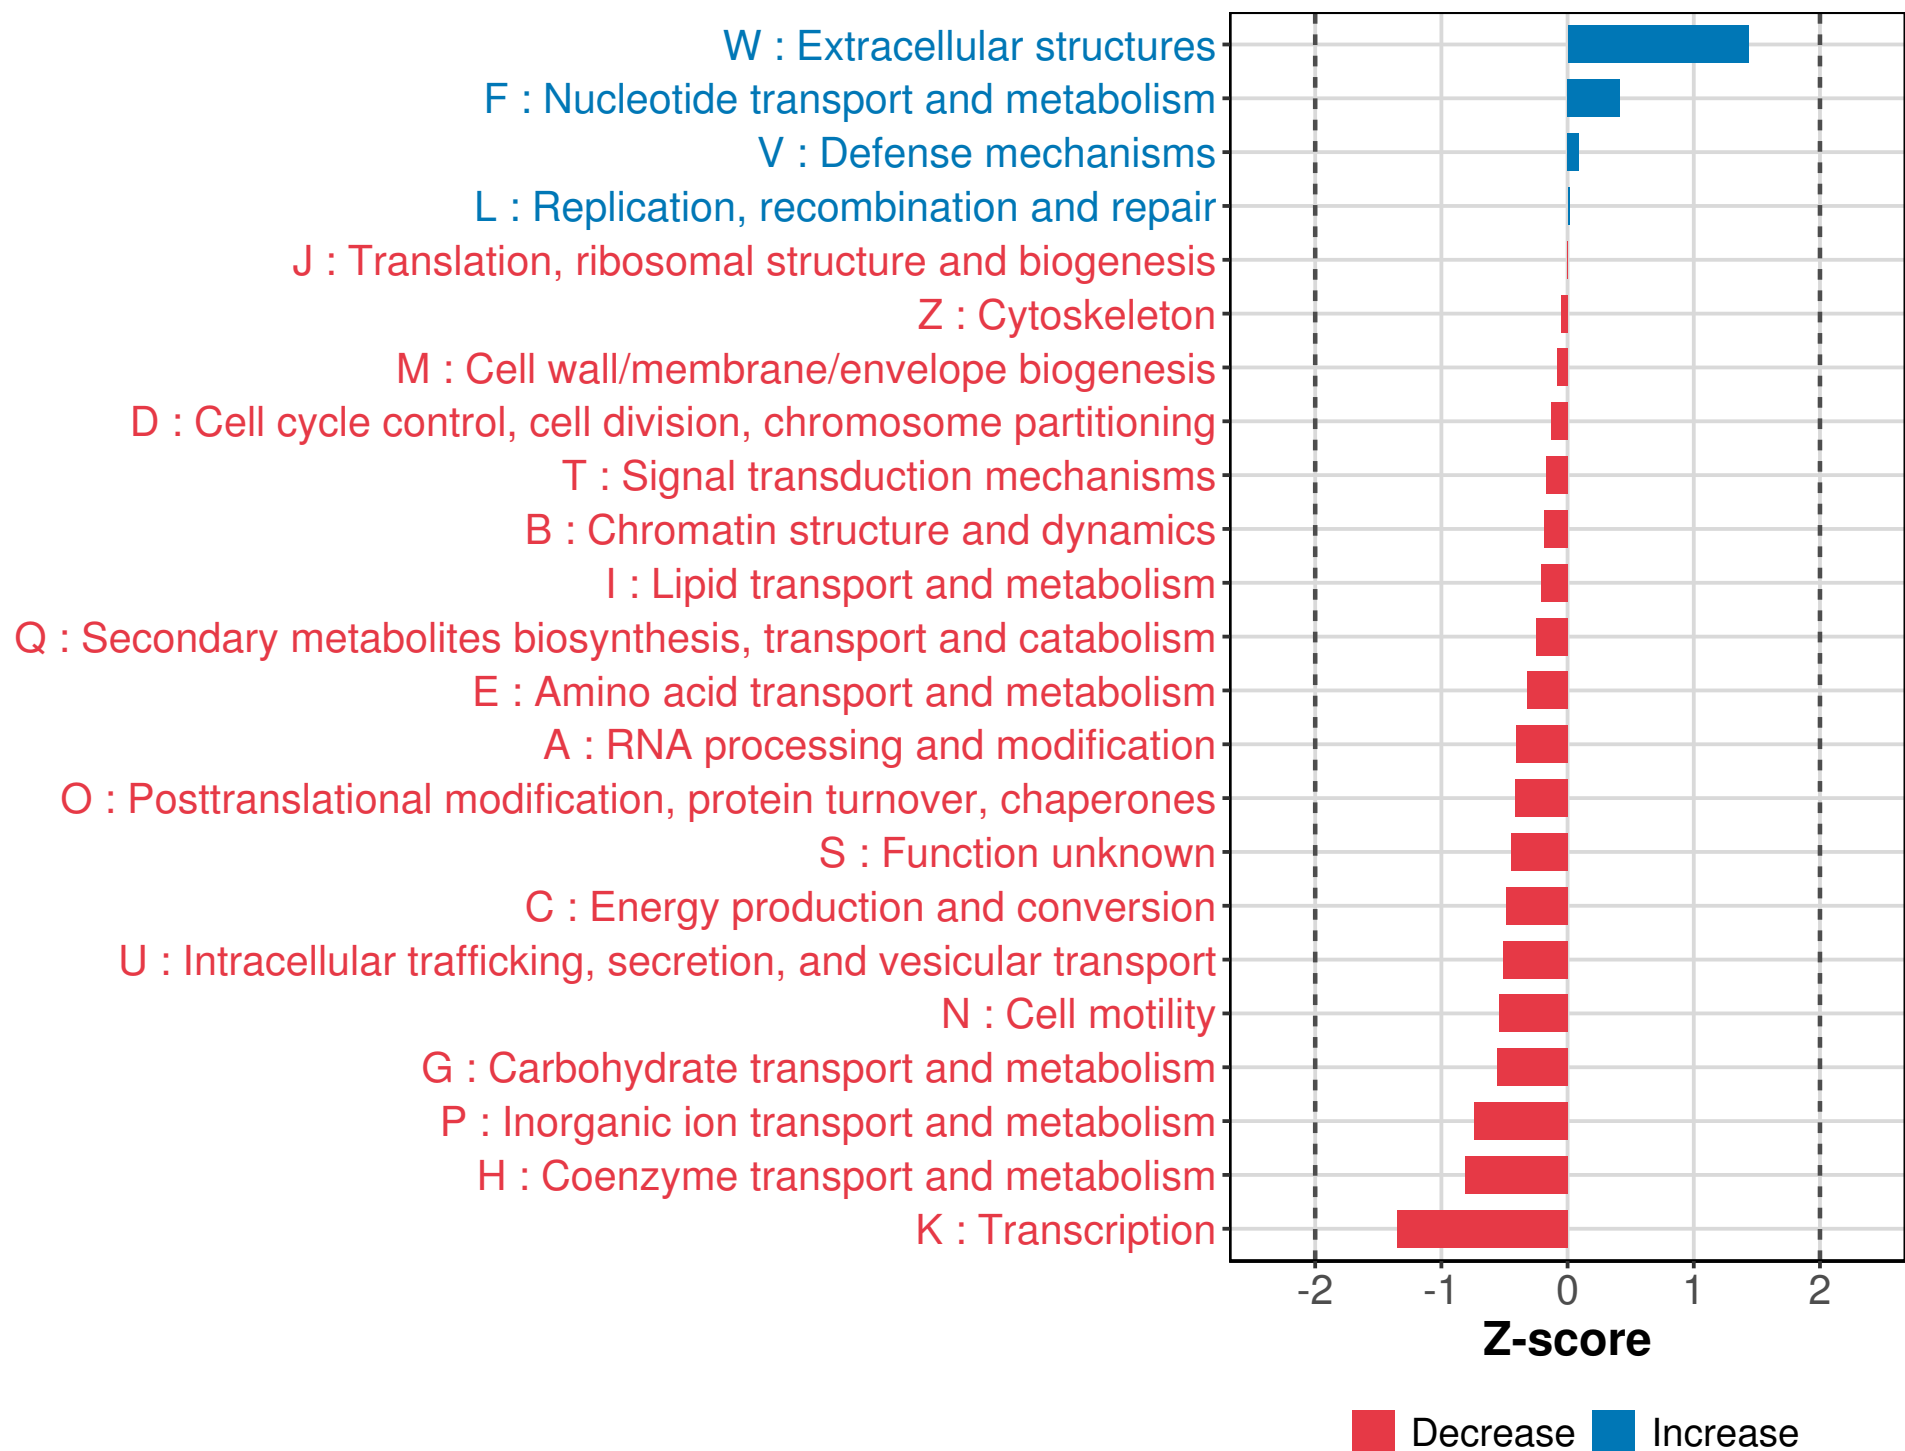 W : Extracellular structures
F : Nucleotide transport and metabolism
V : Defense mechanisms
L : Replication, recombination and repair
J : Translation, ribosomal structure and biogenesis
Z : Cytoskeleton
M : Cell wall/membrane/envelope biogenesis
D : Cell cycle control, cell division, chromosome partitioning
T : Signal transduction mechanisms
B : Chromatin structure and dynamics
I : Lipid transport and metabolism
Q : Secondary metabolites biosynthesis, transport and catabolism
E : Amino acid transport and metabolism
A : RNA processing and modification
O : Posttranslational modification, protein turnover, chaperones
S : Function unknown
C : Energy production and conversion
U : Intracellular trafficking, secretion, and vesicular transport
N : Cell motility
G : Carbohydrate transport and metabolism
P : Inorganic ion transport and metabolism
H : Coenzyme transport and metabolism
K : Transcription
-2 -1 0 1 2
Z-score
Decrease Increase